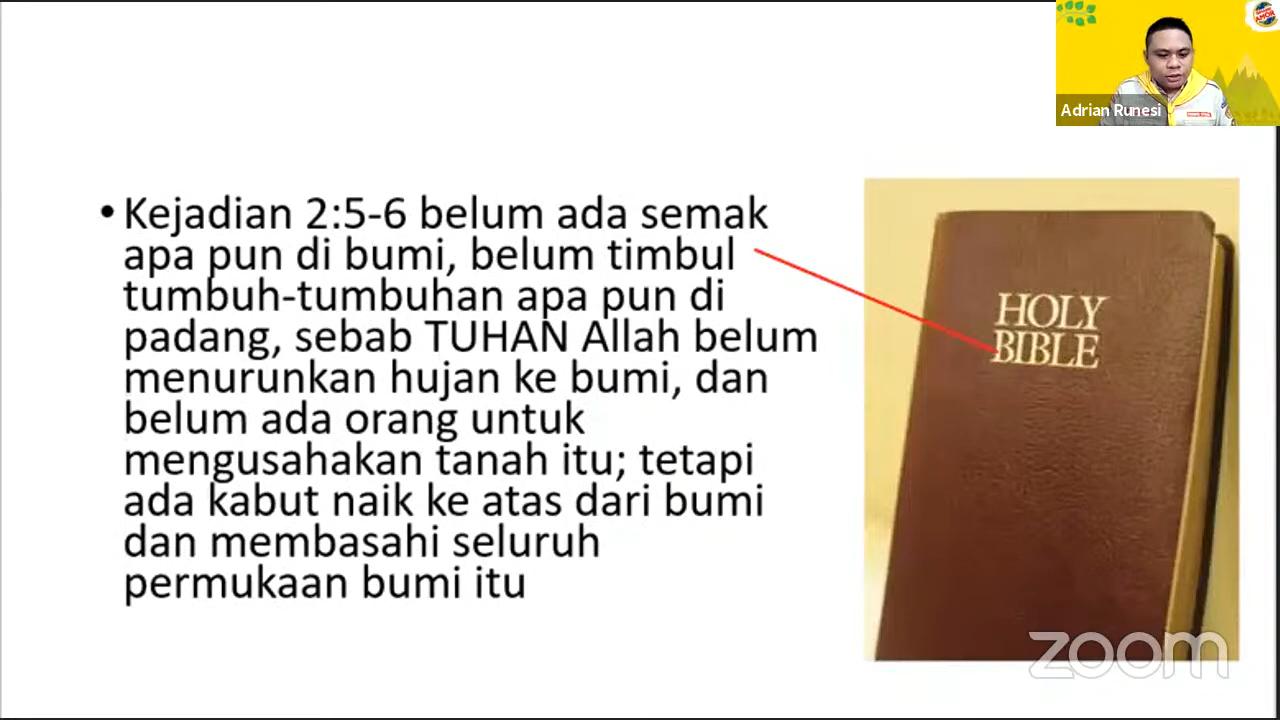 Adrian Runesi
• Kejadian 2:5-6 belum ada semak
apa pun di bumi, belum timbul
tumbuh-tumbuhan apa pun di
padang, sebab TUHAN Allah belum
menurunkan hujan ke bumi, dan
belum ada orang untuk
mengusahakan tanah itu; tetapi
ada kabut naik ke atas dari bumi
dan membasahi seluruh
permukaan bumi itu
HOLY
BIBLE
zoom